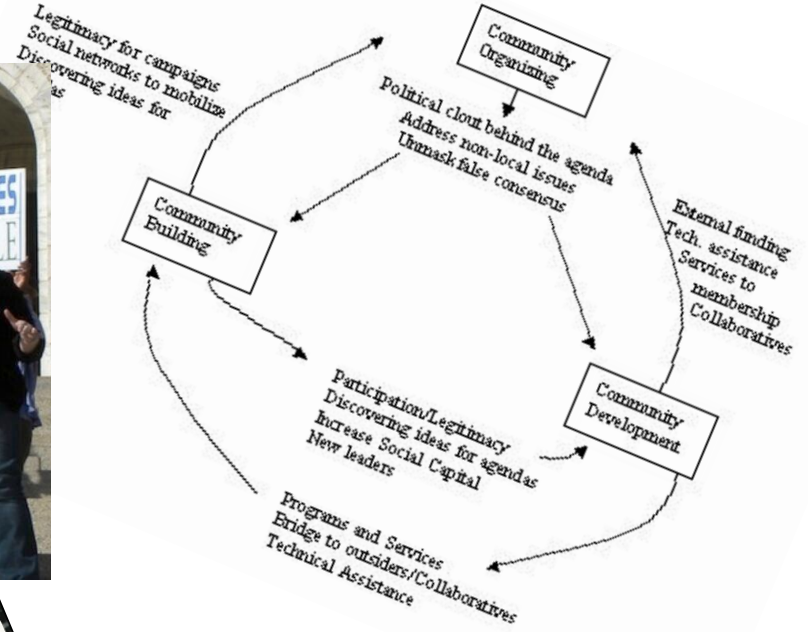 Legitimacy for campaigns
Social networks to mobilize
Discovering ideas for
Community
Organizing
Political clout behind the agenda
Address non-local issues
Unmask false consensus
ES
LE
Community
Building
External funding
Tech. assistance
Services to
membership
Collaboratives
Participation/Legitimacy
Discovering ideas for agendas
Increase Social Capital
New leaders
Community
Development
Programs and Services
Bridge to outsiders/Collaboratives
Technical Assistance